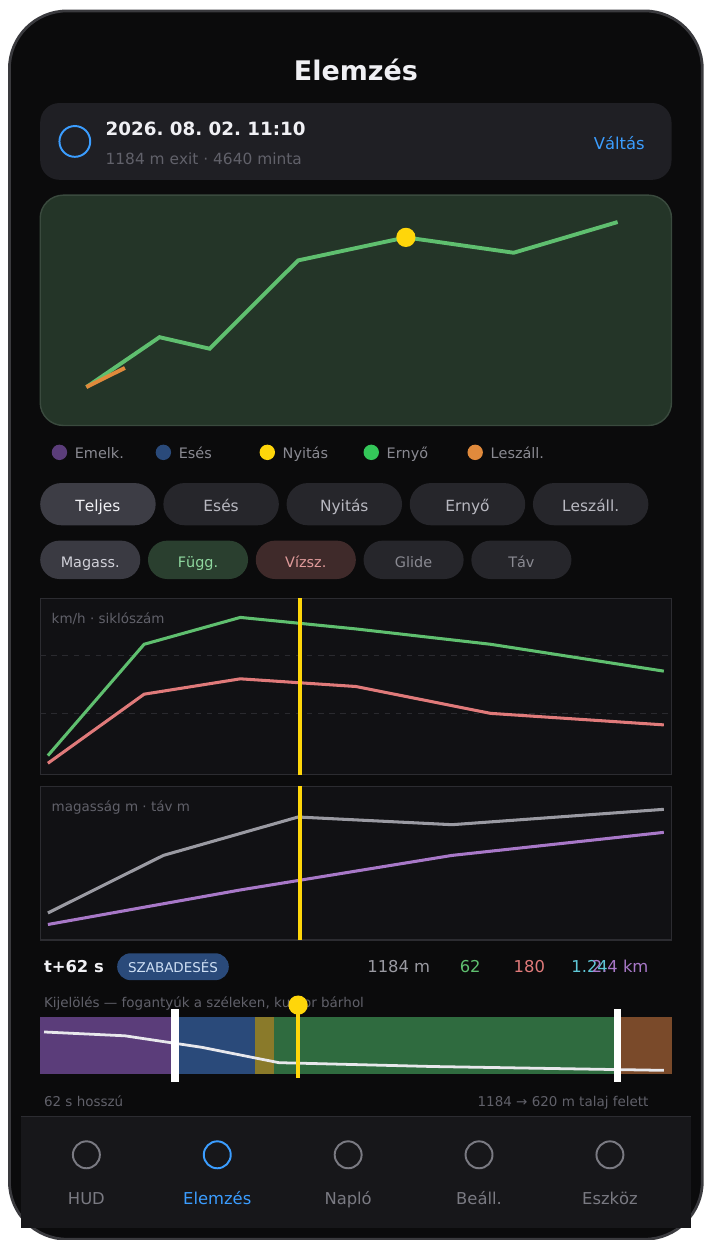 Elemzés
2026. 08. 02. 11:10
1184 m exit · 4640 minta
Váltás
Emelk. Esés Nyitás Ernyő Leszáll.
Teljes Esés Nyitás Ernyő Leszáll.
Magass. Függ. Vízsz. Glide Táv
km/h · siklószám
magasság m · táv m
t+62 s SZABADESÉS 1184 m 62 180 km
Kijelölés — fogantyúk a széleken, bárhol
62 s hosszú 1184 → 620 m talaj felett
HUD Elemzés Napló Beáll. Eszköz